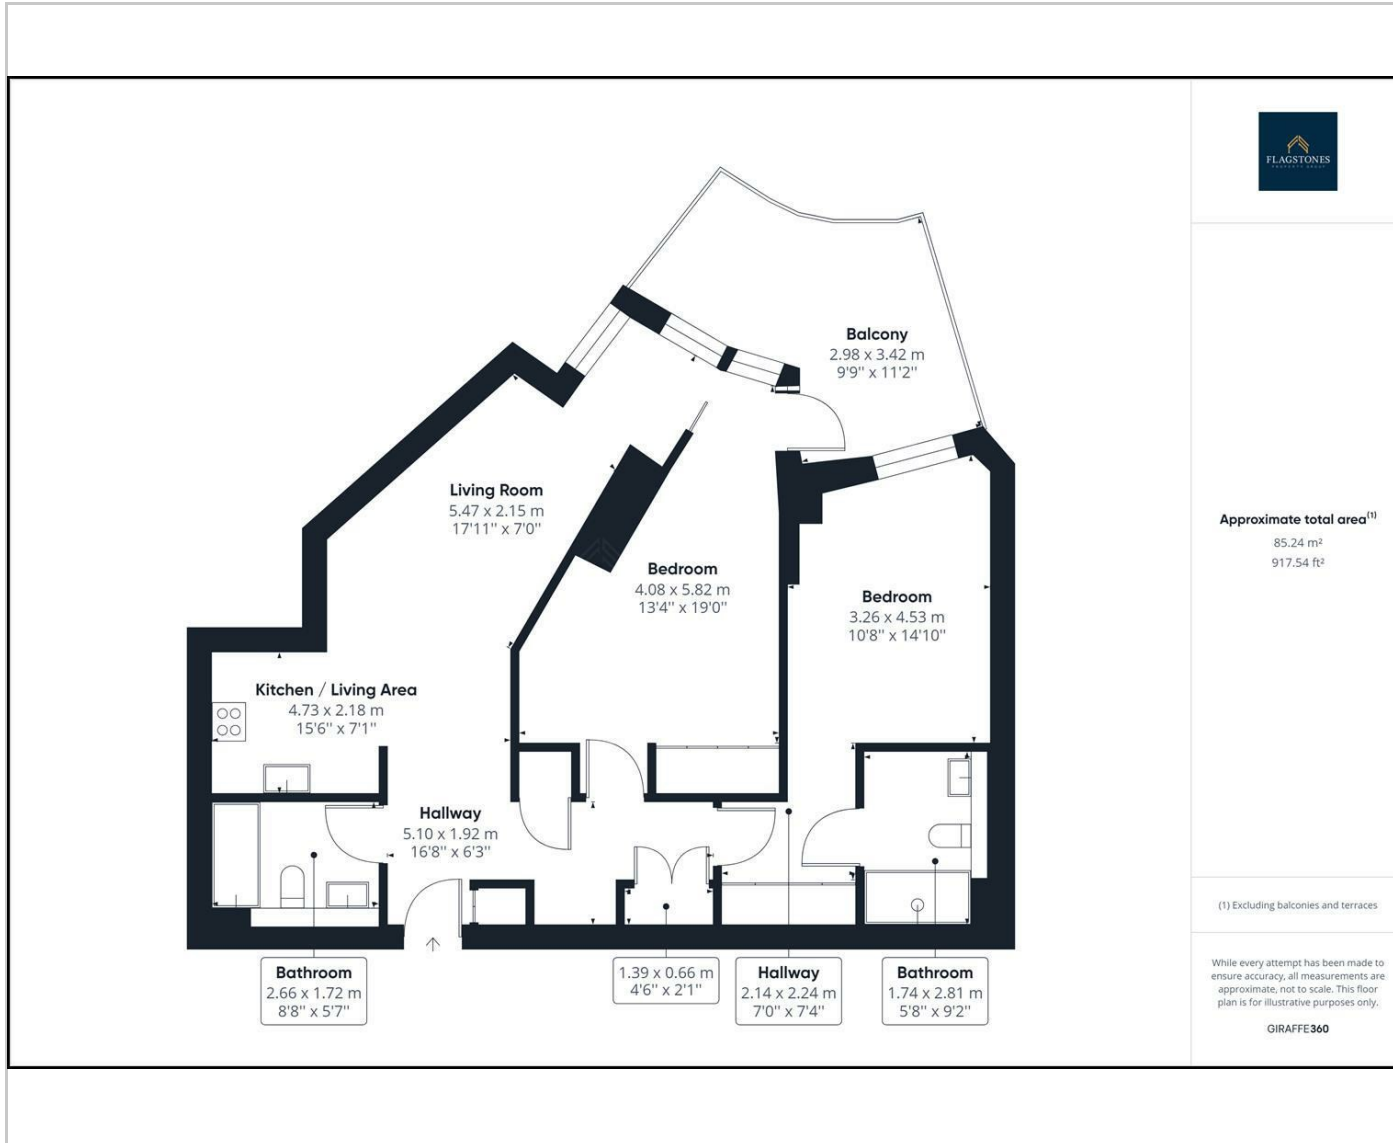 FLAGSTONES
PROPERTY GROUP
Balcony
2.98 x 3.42 m
9'9" x 11'2"
Living Room
5.47 x 2.15 m
17'11" x 7'0"
Bedroom
4.08 x 5.82 m
13'4" x 19'0"
Bedroom
3.26 x 4.53 m
10'8" x 14'10"
Kitchen / Living Area
4.73 x 2.18 m
15'6" x 7'1"
Hallway
5.10 x 1.92 m
16'8" x 6'3"
Bathroom
2.66 x 1.72 m
8'8" x 5'7"
1.39 x 0.66 m
4'6" x 2'1"
Hallway
2.14 x 2.24 m
7'0" x 7'4"
Bathroom
1.74 x 2.81 m
5'8" x 9'2"
Approximate total area(1)
85.24 m²
917.54 ft²
(1) Excluding balconies and terraces
While every attempt has been made to
ensure accuracy, all measurements are
approximate, not to scale. This floor
plan is for illustrative purposes only.
GIRAFFE360